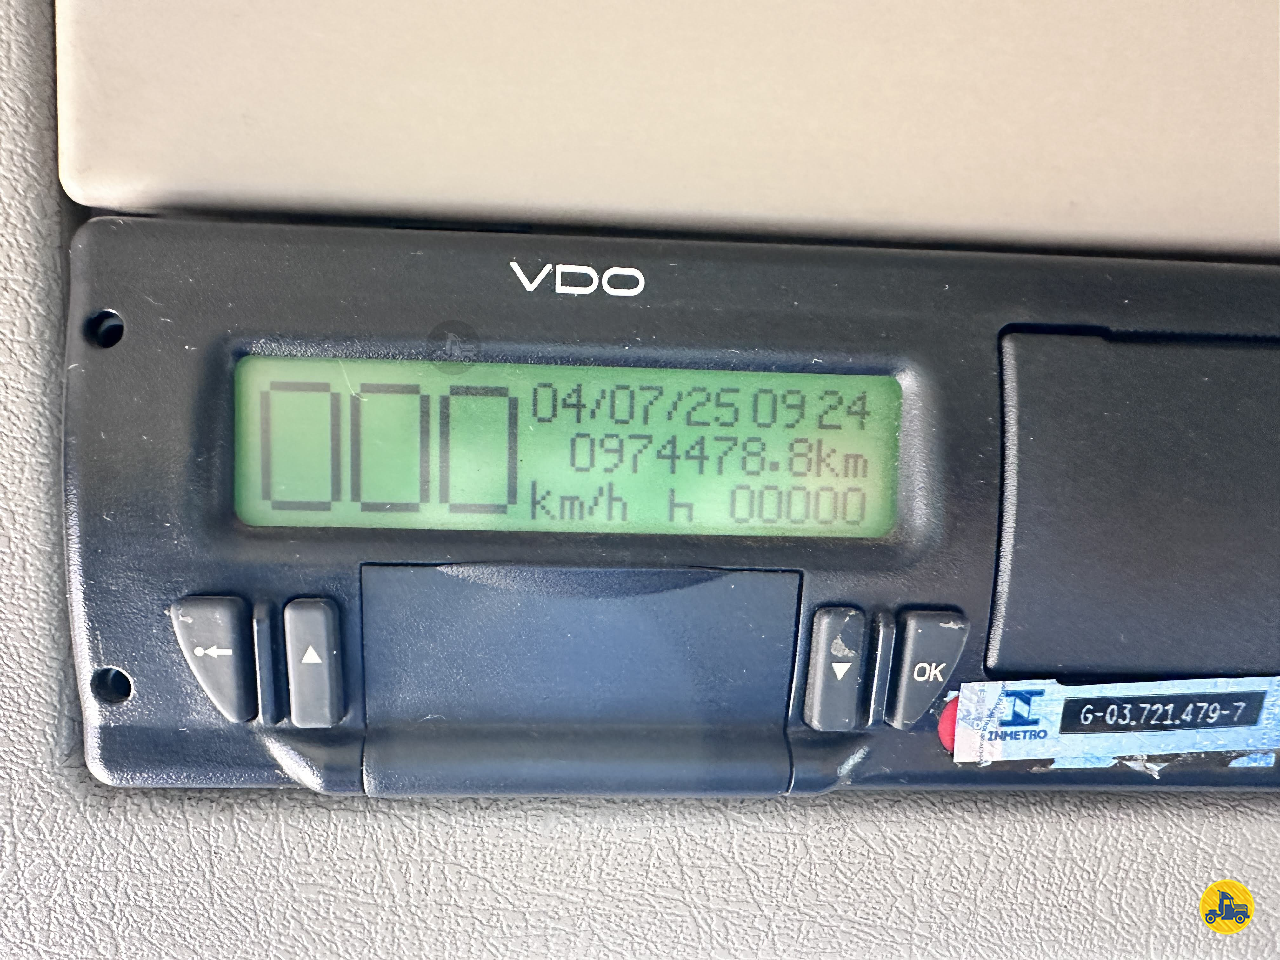 VDO
000
04/07/25 09 24
0974478.8km
km/h h 00000
OK
INMETRO
G-03.721.479-7